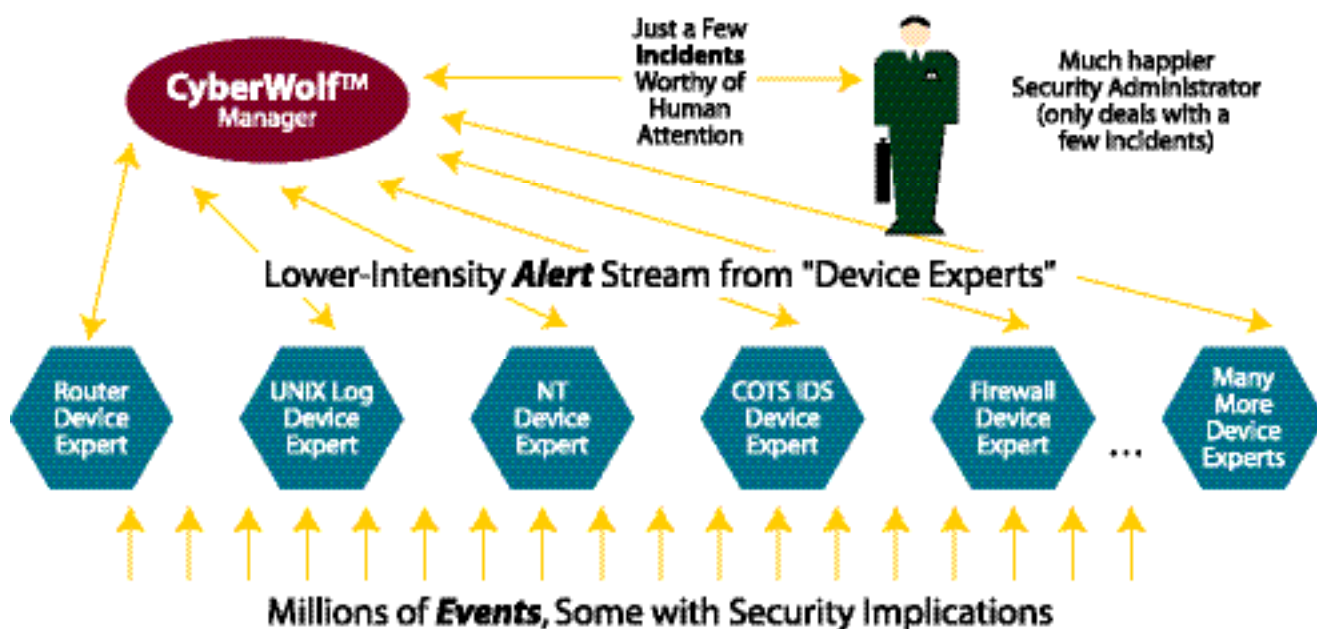 CyberWolf™
Manager
Just a Few
Incidents
Worthy of
Human
Attention
Much happier
Security Administrator
(only deals with a
few incidents)
Lower-Intensity Alert Stream from "Device Experts"
Router
Device
Expert
UNIX Log
Device
Expert
NT
Device
Expert
COTS IDS
Device
Expert
Firewall
Device
Expert
...
Many
More
Device
Experts
Millions of Events, Some with Security Implications